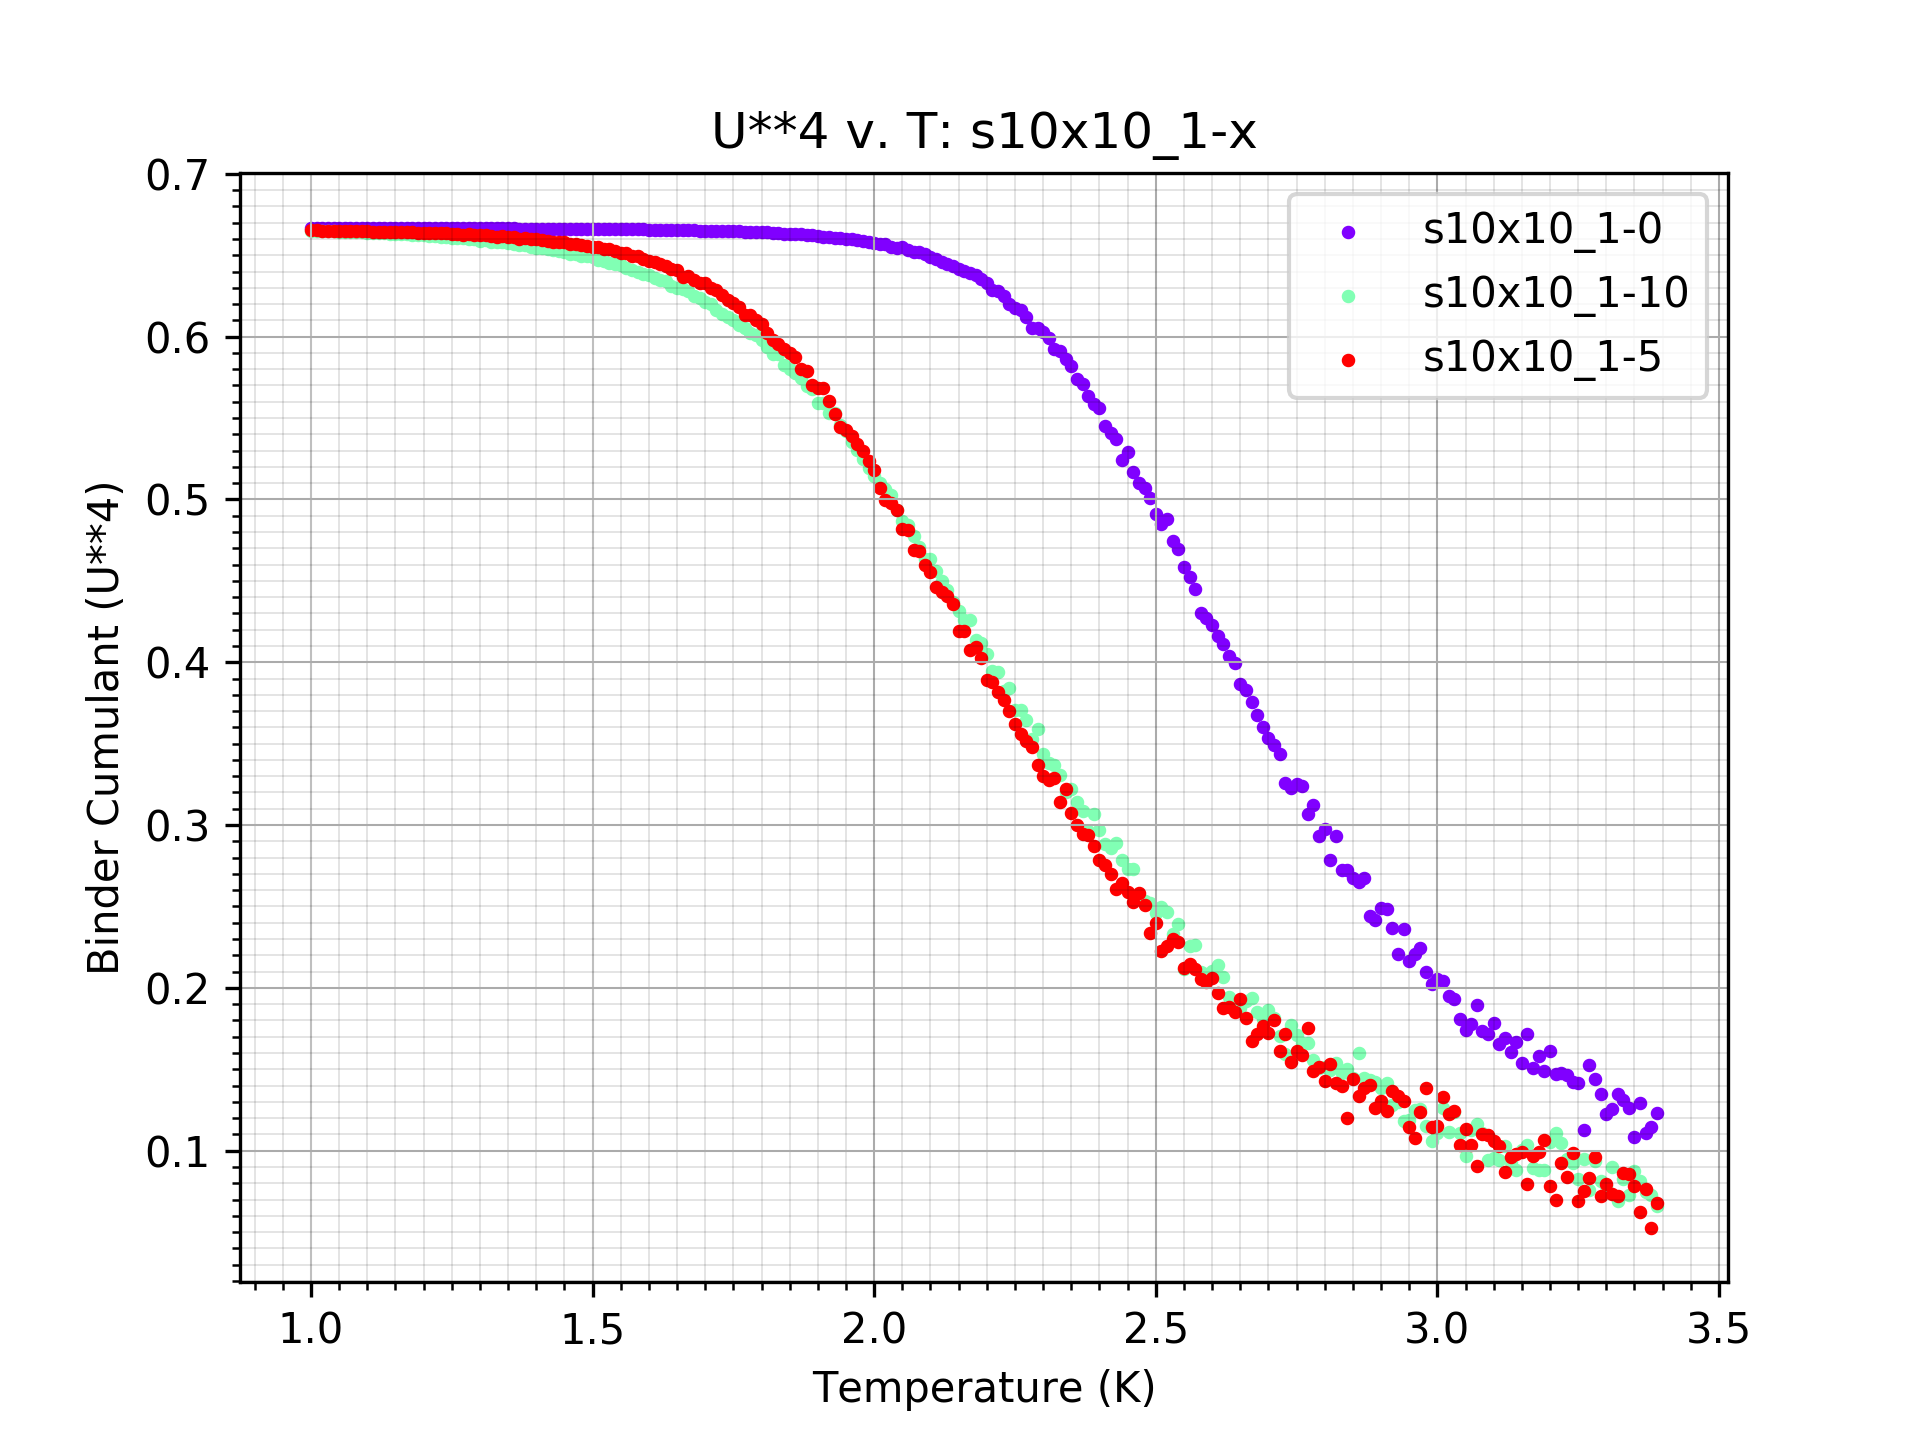 U**4 v. T: s10x10_1-x
0.7
0.6
0.5
0.4
0.3
0.2
0.1
Binder Cumulant (U**4)
s10x10_1-0
s10x10_1-10
s10x10_1-5
1.0 1.5 2.0 2.5 3.0 3.5
Temperature (K)